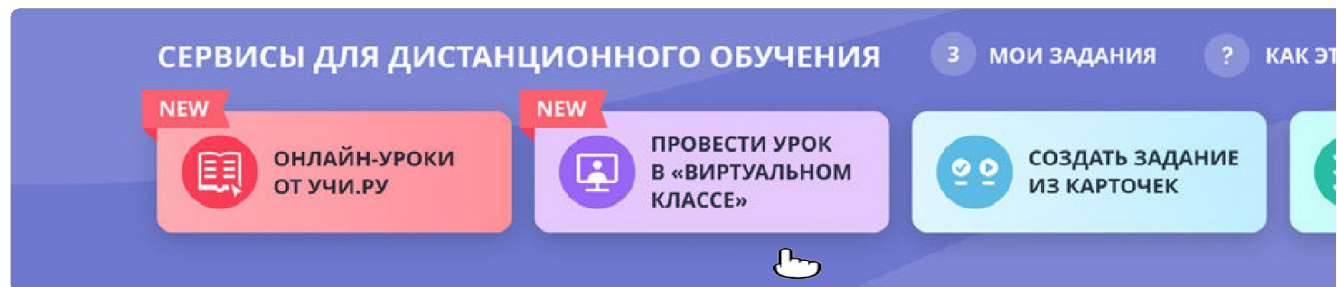 СЕРВИСЫ ДЛЯ ДИСТАНЦИОННОГО ОБУЧЕНИЯ
3 МОИ ЗАДАНИЯ
? КАК
NEW
ОНЛАЙН-УРОКИ
ОТ УЧИ.РУ
NEW
ПРОВЕСТИ УРОК
В «ВИРТУАЛЬНОМ
КЛАССЕ»
СОЗДАТЬ ЗАДАНИЕ
ИЗ КАРТОЧЕК